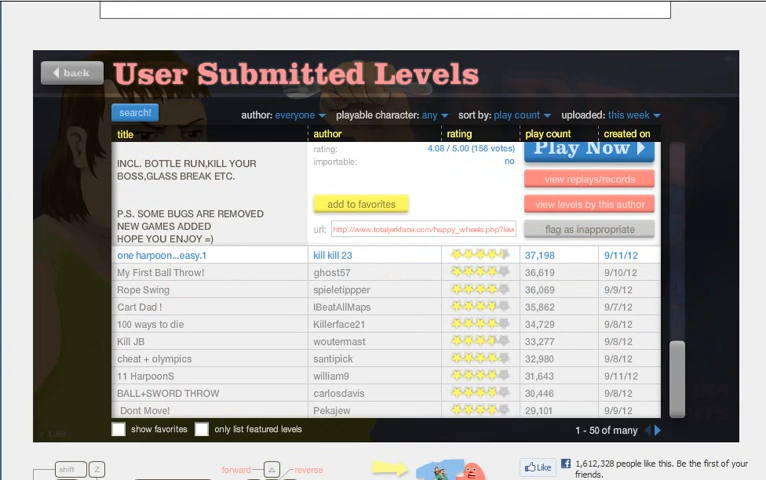 back
User Submitted Levels
search!
author: everyone playable character: any sort by: play count uploaded: this week
title author rating play count created on
rating: 4.08 / 5.00 (156 votes)
importable: no
Play Now
INCL. BOTTLE RUN,KILL YOUR
BOSS,GLASS BREAK ETC.
view replays/records
add to favorites
view levels by this author
P.S. SOME BUGS ARE REMOVED
NEW GAMES ADDED
HOPE YOU ENJOY =)
url: http://www.totaljerkface.com/happy_wheels.php?lev
flag as inappropriate
one harpoon...easy.1 kill kill 23 37,198 9/11/12
My First Ball Throw! ghost57 36,619 9/10/12
Rope Swing spieletippper 36,069 9/9/12
Cart Dad ! IBeatAllMaps 35,862 9/7/12
100 ways to die Killerface21 34,729 9/8/12
Kill JB woutermast 33,277 9/8/12
cheat + olympics santipick 32,980 9/8/12
11 HarpoonS william9 31,643 9/11/12
BALL+SWORD THROW carlosdavis 30,446 9/8/12
Dont Move! Pekajew 29,101 9/9/12
show favorites only list featured levels 1 - 50 of many
shift Z forward reverse
Like 1,612,328 people like this. Be the first of your
friends.